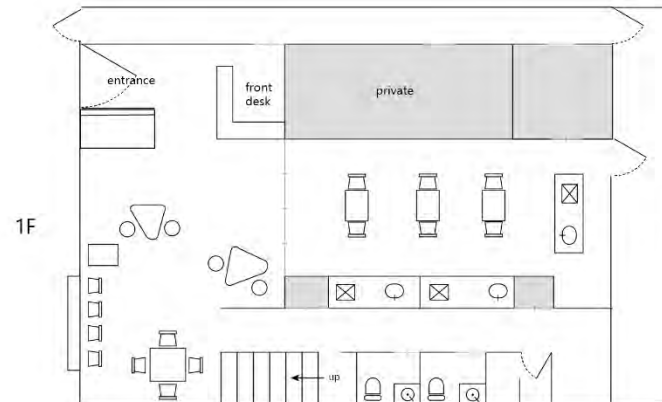 entrance
front
desk
private
1F
up